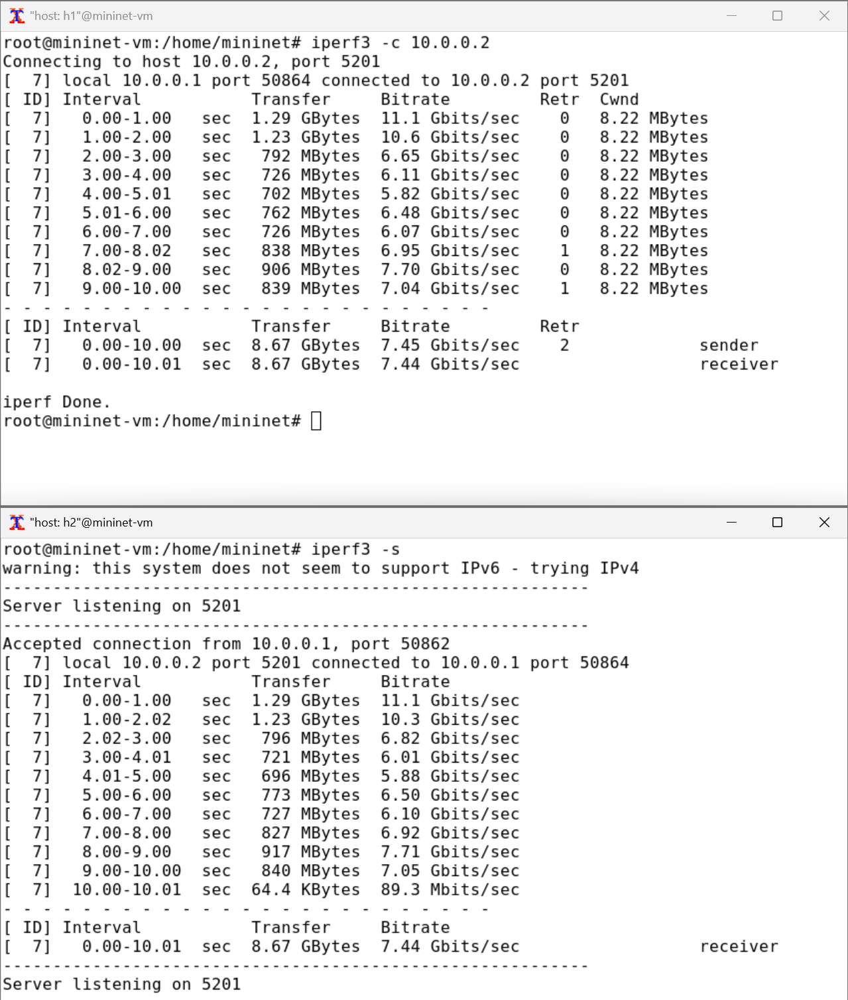 "host: h1"@mininet-vm
root@mininet-vm:/home/mininet# iperf3 -c 10.0.0.2
Connecting to host 10.0.0.2, port 5201
[  7] local 10.0.0.1 port 50864 connected to 10.0.0.2 port 5201
[ ID] Interval           Transfer     Bitrate         Retr  Cwnd
[  7]   0.00-1.00   sec  1.29 GBytes  11.1 Gbits/sec    0   8.22 MBytes
[  7]   1.00-2.00   sec  1.23 GBytes  10.6 Gbits/sec    0   8.22 MBytes
[  7]   2.00-3.00   sec   792 MBytes  6.65 Gbits/sec    0   8.22 MBytes
[  7]   3.00-4.00   sec   726 MBytes  6.11 Gbits/sec    0   8.22 MBytes
[  7]   4.00-5.01   sec   702 MBytes  5.82 Gbits/sec    0   8.22 MBytes
[  7]   5.01-6.00   sec   762 MBytes  6.48 Gbits/sec    0   8.22 MBytes
[  7]   6.00-7.00   sec   726 MBytes  6.07 Gbits/sec    0   8.22 MBytes
[  7]   7.00-8.02   sec   838 MBytes  6.95 Gbits/sec    1   8.22 MBytes
[  7]   8.02-9.00   sec   906 MBytes  7.70 Gbits/sec    0   8.22 MBytes
[  7]   9.00-10.00  sec   839 MBytes  7.04 Gbits/sec    1   8.22 MBytes
- - - - - - - - - - - - - - - - - - - - - - - - -
[ ID] Interval           Transfer     Bitrate         Retr
[  7]   0.00-10.00  sec  8.67 GBytes  7.45 Gbits/sec    2             sender
[  7]   0.00-10.01  sec  8.67 GBytes  7.44 Gbits/sec                  receiver
iperf Done.
root@mininet-vm:/home/mininet#
"host: h2"@mininet-vm
root@mininet-vm:/home/mininet# iperf3 -s
warning: this system does not seem to support IPv6 - trying IPv4
-----------------------------------------------------------
Server listening on 5201
-----------------------------------------------------------
Accepted connection from 10.0.0.1, port 50862
[  7] local 10.0.0.2 port 5201 connected to 10.0.0.1 port 50864
[ ID] Interval           Transfer     Bitrate
[  7]   0.00-1.00   sec  1.29 GBytes  11.1 Gbits/sec
[  7]   1.00-2.02   sec  1.23 GBytes  10.3 Gbits/sec
[  7]   2.02-3.00   sec   796 MBytes  6.82 Gbits/sec
[  7]   3.00-4.01   sec   721 MBytes  6.01 Gbits/sec
[  7]   4.01-5.00   sec   696 MBytes  5.88 Gbits/sec
[  7]   5.00-6.00   sec   773 MBytes  6.50 Gbits/sec
[  7]   6.00-7.00   sec   727 MBytes  6.10 Gbits/sec
[  7]   7.00-8.00   sec   827 MBytes  6.92 Gbits/sec
[  7]   8.00-9.00   sec   917 MBytes  7.71 Gbits/sec
[  7]   9.00-10.00  sec   840 MBytes  7.05 Gbits/sec
[  7]  10.00-10.01  sec  64.4 KBytes  89.3 Mbits/sec
- - - - - - - - - - - - - - - - - - - - - - - - -
[ ID] Interval           Transfer     Bitrate
[  7]   0.00-10.01  sec  8.67 GBytes  7.44 Gbits/sec                  receiver
-----------------------------------------------------------
Server listening on 5201